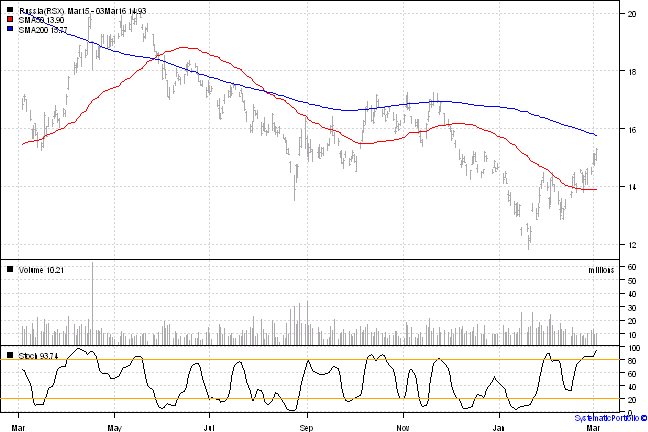 Russia(RSX) Mar15 - 03Mar16 14.93
SMA50 13.90
SMA200 15.77
20
18
16
14
12
Volume 10.21
millions
60
50
40
30
20
10
Stoch 93.74
100
80
60
40
20
0
Mar May Jul Sep Nov Jan Mar
SystematicPortfolio ©